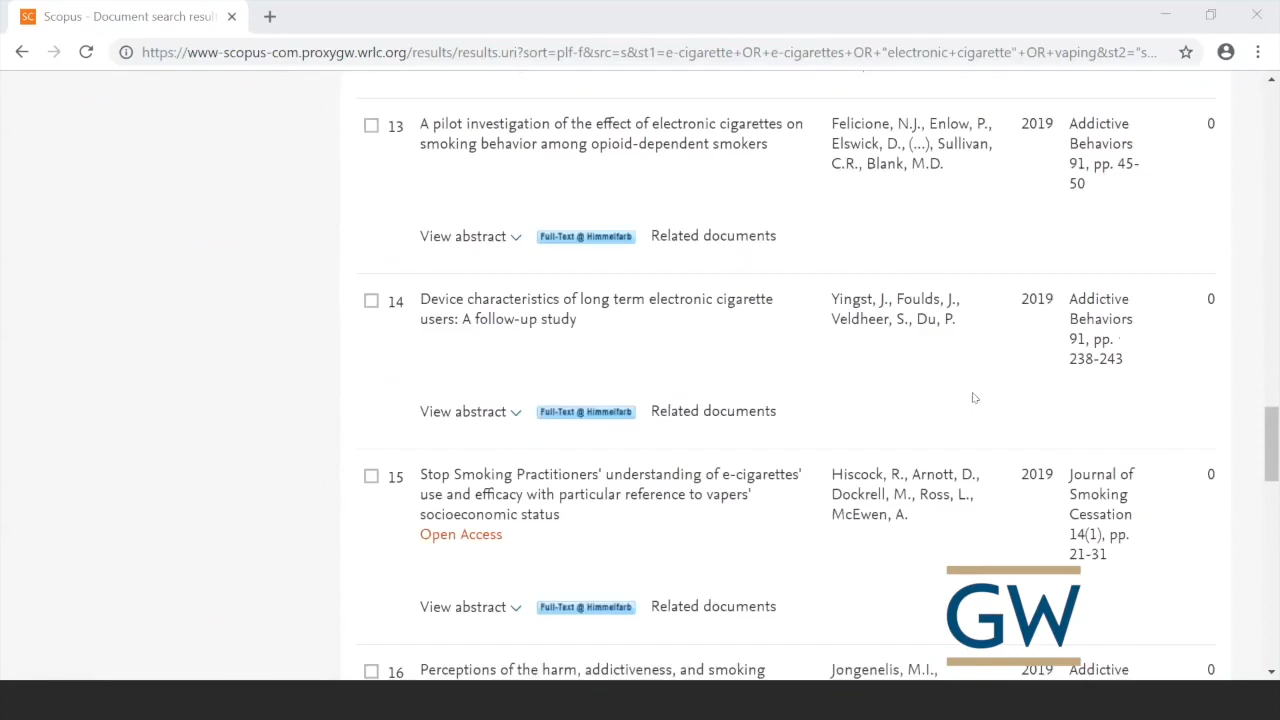 SC Scopus - Document search resul
https://www-scopus-com.proxygw.wrlc.org/results/results.uri?sort=plf-f&src=s&st1=e-cigarette+OR+e-cigarettes+OR+"electronic+cigarette"+OR+vaping&st2="s...
13 A pilot investigation of the effect of electronic cigarettes on
smoking behavior among opioid-dependent smokers
Felicione, N.J., Enlow, P.,
Elswick, D., (...), Sullivan,
C.R., Blank, M.D.
2019
Addictive
Behaviors
91, pp. 45-
50
0
View abstract Full-Text @ Himmelfarb Related documents
14 Device characteristics of long term electronic cigarette
users: A follow-up study
Yingst, J., Foulds, J.,
Veldheer, S., Du, P.
2019
Addictive
Behaviors
91, pp.
238-243
0
View abstract Full-Text @ Himmelfarb Related documents
15 Stop Smoking Practitioners' understanding of e-cigarettes'
use and efficacy with particular reference to vapers'
socioeconomic status
Open Access
Hiscock, R., Arnott, D.,
Dockrell, M., Ross, L.,
McEwen, A.
2019
Journal of
Smoking
Cessation
14(1), pp.
21-31
0
View abstract Full-Text @ Himmelfarb Related documents
GW
16 Perceptions of the harm, addictiveness, and smoking
Jongenelis, M.I.,
2019
Addictive
0